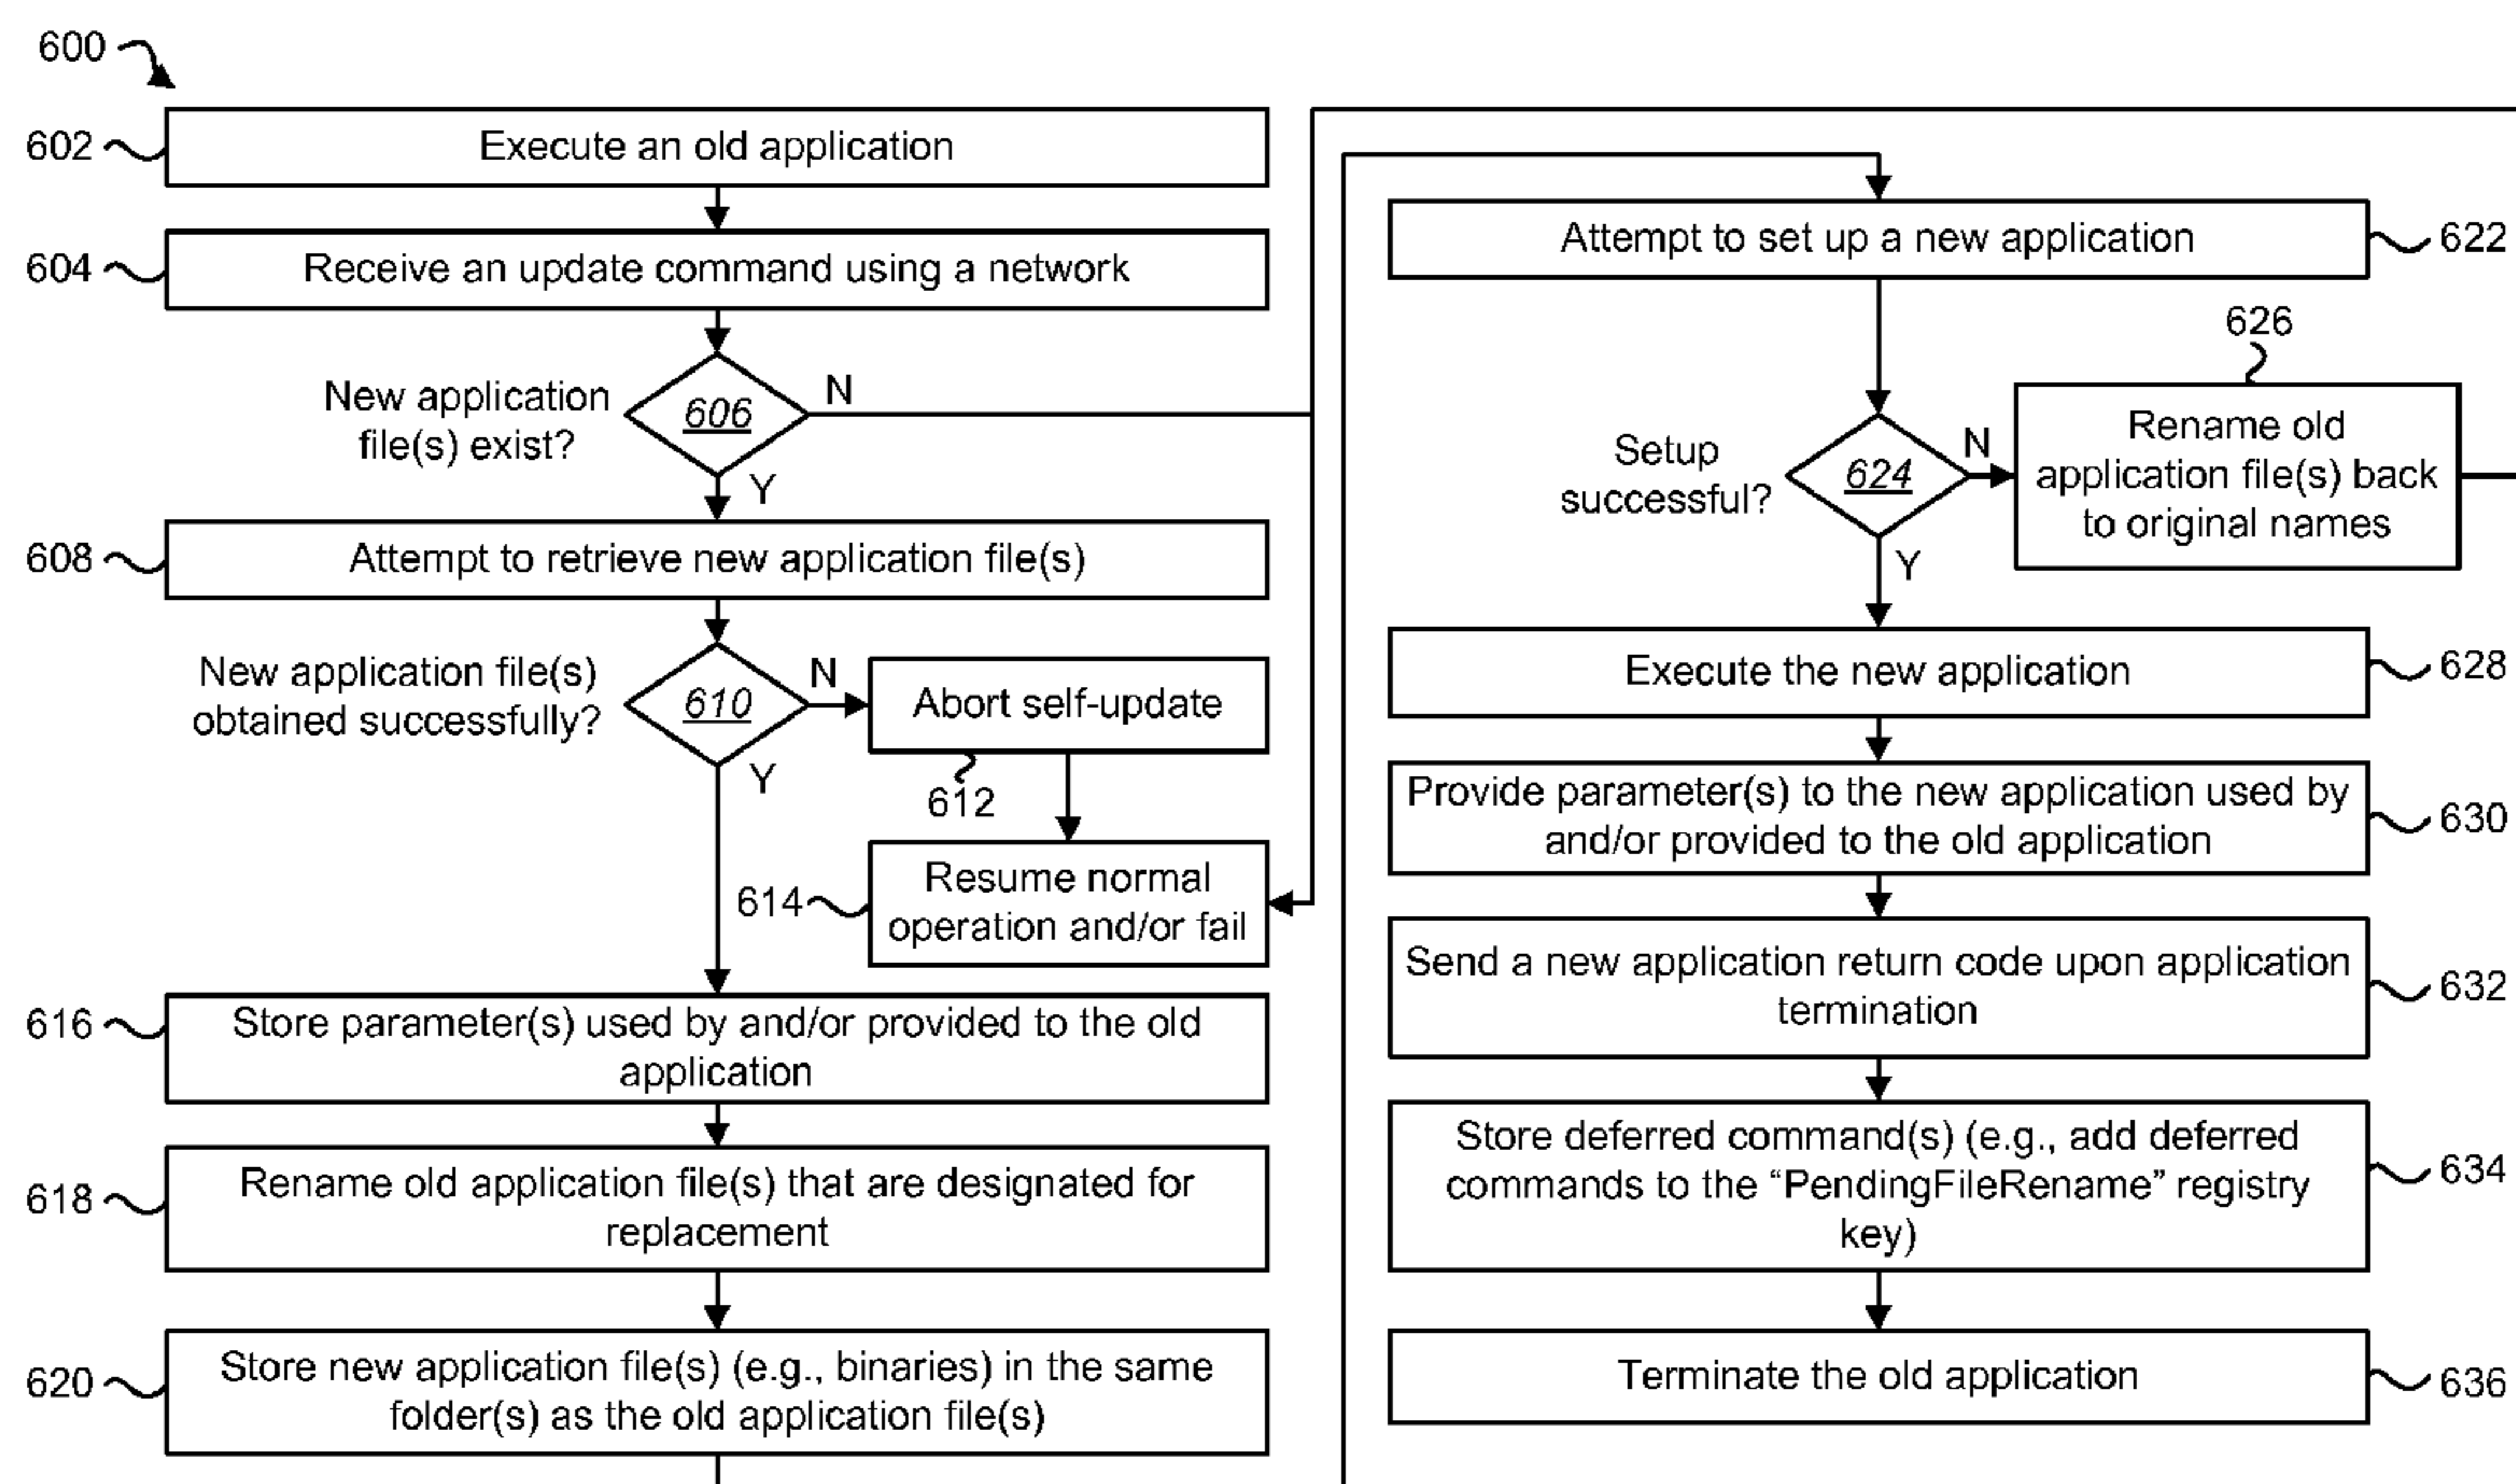 600
602
Execute an old application
604
Receive an update command using a network
New application
file(s) exist?
606
N
Y
608
Attempt to retrieve new application file(s)
New application file(s)
obtained successfully?
610
N
Y
Abort self-update
612
614
Resume normal
operation and/or fail
616
Store parameter(s) used by and/or provided to the old
application
618
Rename old application file(s) that are designated for
replacement
620
Store new application file(s) (e.g., binaries) in the same
folder(s) as the old application file(s)
Attempt to set up a new application
622
Setup
successful?
624
N
Y
626
Rename old
application file(s) back
to original names
Execute the new application
628
Provide parameter(s) to the new application used by
and/or provided to the old application
630
Send a new application return code upon application
termination
632
Store deferred command(s) (e.g., add deferred
commands to the “PendingFileRename” registry
key)
634
Terminate the old application
636